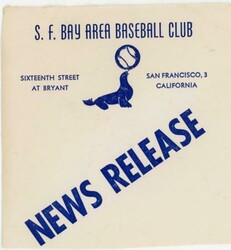 S. F. BAY AREA BASEBALL CLUB
SIXTEENTH STREET
AT BRYANT
SAN FRANCISCO, 3
CALIFORNIA
NEWS RELEASE